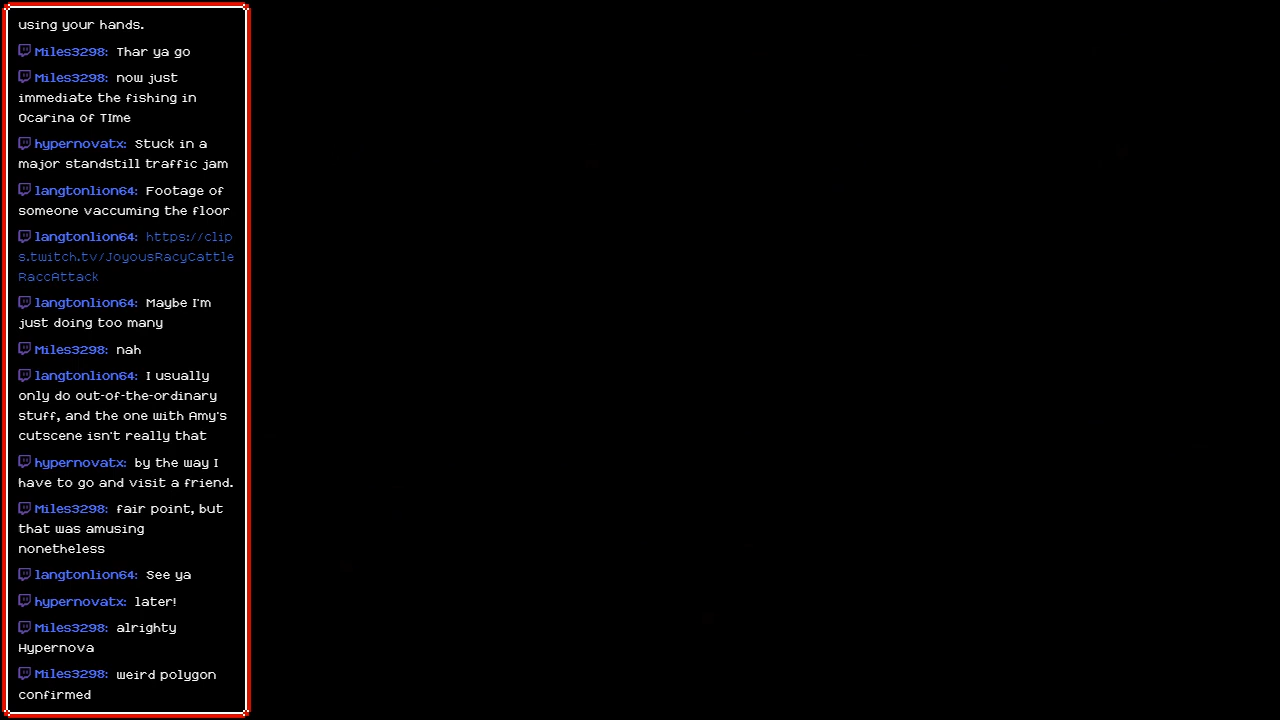 using your hands.
Miles3298: Thar ya go
Miles3298: now just
immediate the fishing in
Ocarina of TIme
hypernovatx: Stuck in a
major standstill traffic jam
langtonlion64: Footage of
someone vaccuming the floor
langtonlion64: https://clip
s.twitch.tv/JoyousRacyCattle
RaccAttack
langtonlion64: Maybe I'm
just doing too many
Miles3298: nah
langtonlion64: I usually
only do out-of-the-ordinary
stuff, and the one with Amy's
cutscene isn't really that
hypernovatx: by the way I
have to go and visit a friend.
Miles3298: fair point, but
that was amusing
nonetheless
langtonlion64: See ya
hypernovatx: later!
Miles3298: alrighty
Hypernova
Miles3298: weird polygon
confirmed